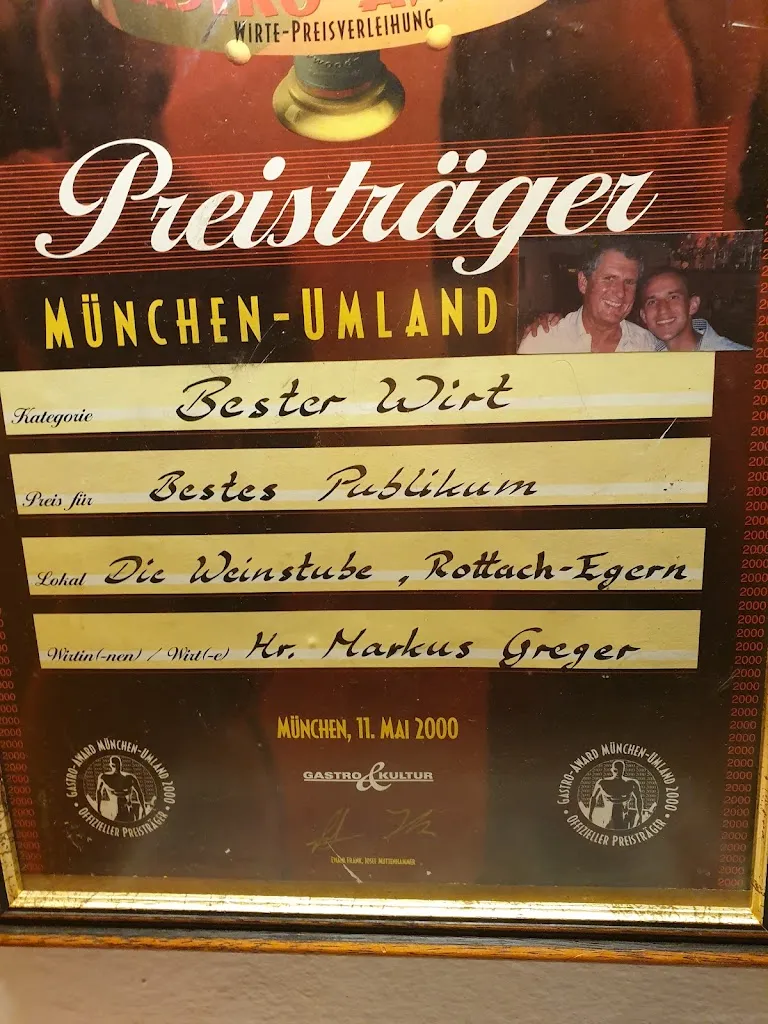 WIRTE-PREISVERLEIHUNG
Preisträger
MÜNCHEN-UMLAND
Kategorie Bester Wirt
Preis für Bestes Publikum
Lokal Die Weinstube, Rottach-Egern
Wirtin(-nen) / Wirt(-e) Hr. Markus Greger
MÜNCHEN, 11. MAI 2000
GASTRO & KULTUR
GASTRO-AWARD MÜNCHEN-UMLAND 2000
• OFFIZIELLER PREISTRÄGER •
GASTRO-AWARD MÜNCHEN-UMLAND 2000
• OFFIZIELLER PREISTRÄGER •